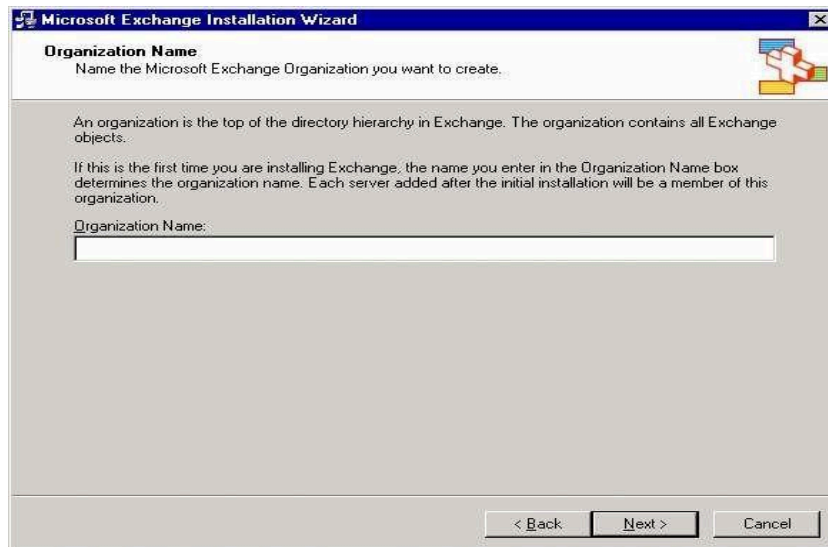 Microsoft Exchange Installation Wizard
Organization Name
Name the Microsoft Exchange Organization you want to create.
An organization is the top of the directory hierarchy in Exchange. The organization contains all Exchange
objects.
If this is the first time you are installing Exchange, the name you enter in the Organization Name box
determines the organization name. Each server added after the initial installation will be a member of this
organization.
Organization Name:
< Back
Next >
Cancel